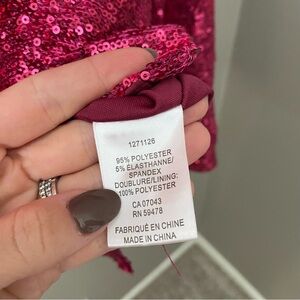 1271126
95% POLYESTER
5% ÉLASTHANNE/
SPANDEX
DOUBLURE/LINING:
100% POLYESTER
CA 07043
RN 59478
FABRIQUÉ EN CHINE
MADE IN CHINA